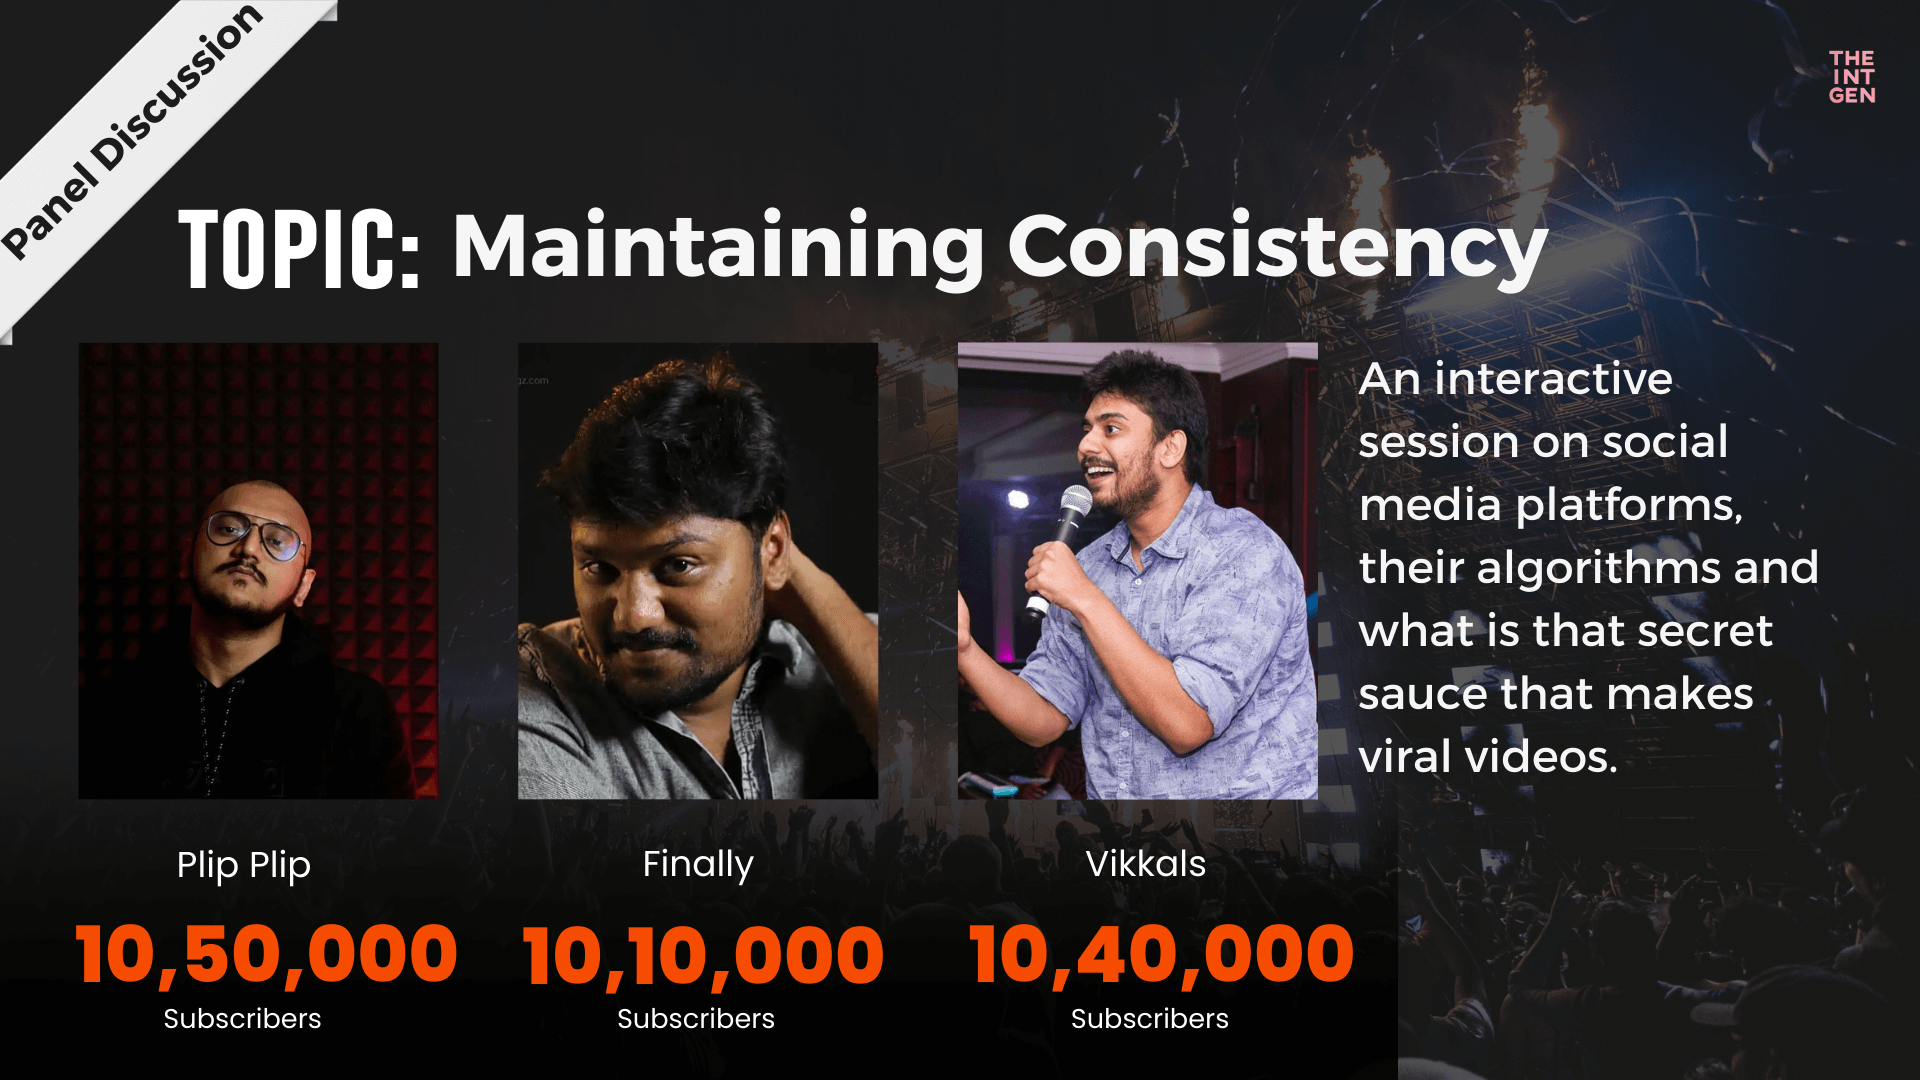 Panel Discussion
THE
INT
GEN
TOPIC: Maintaining Consistency
gz.com
An interactive
session on social
media platforms,
their algorithms and
what is that secret
sauce that makes
viral videos.
Plip Plip
Finally
Vikkals
10,50,000
10,10,000
10,40,000
Subscribers
Subscribers
Subscribers